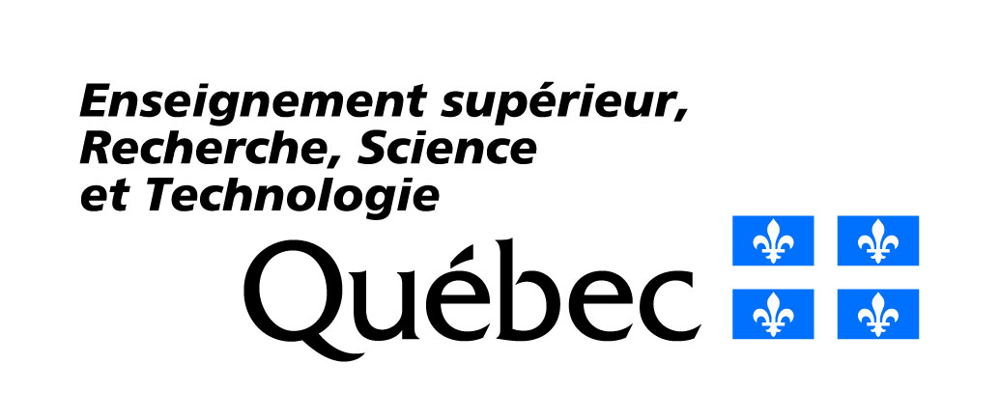 Enseignement supérieur,
Recherche, Science
et Technologie
Québec